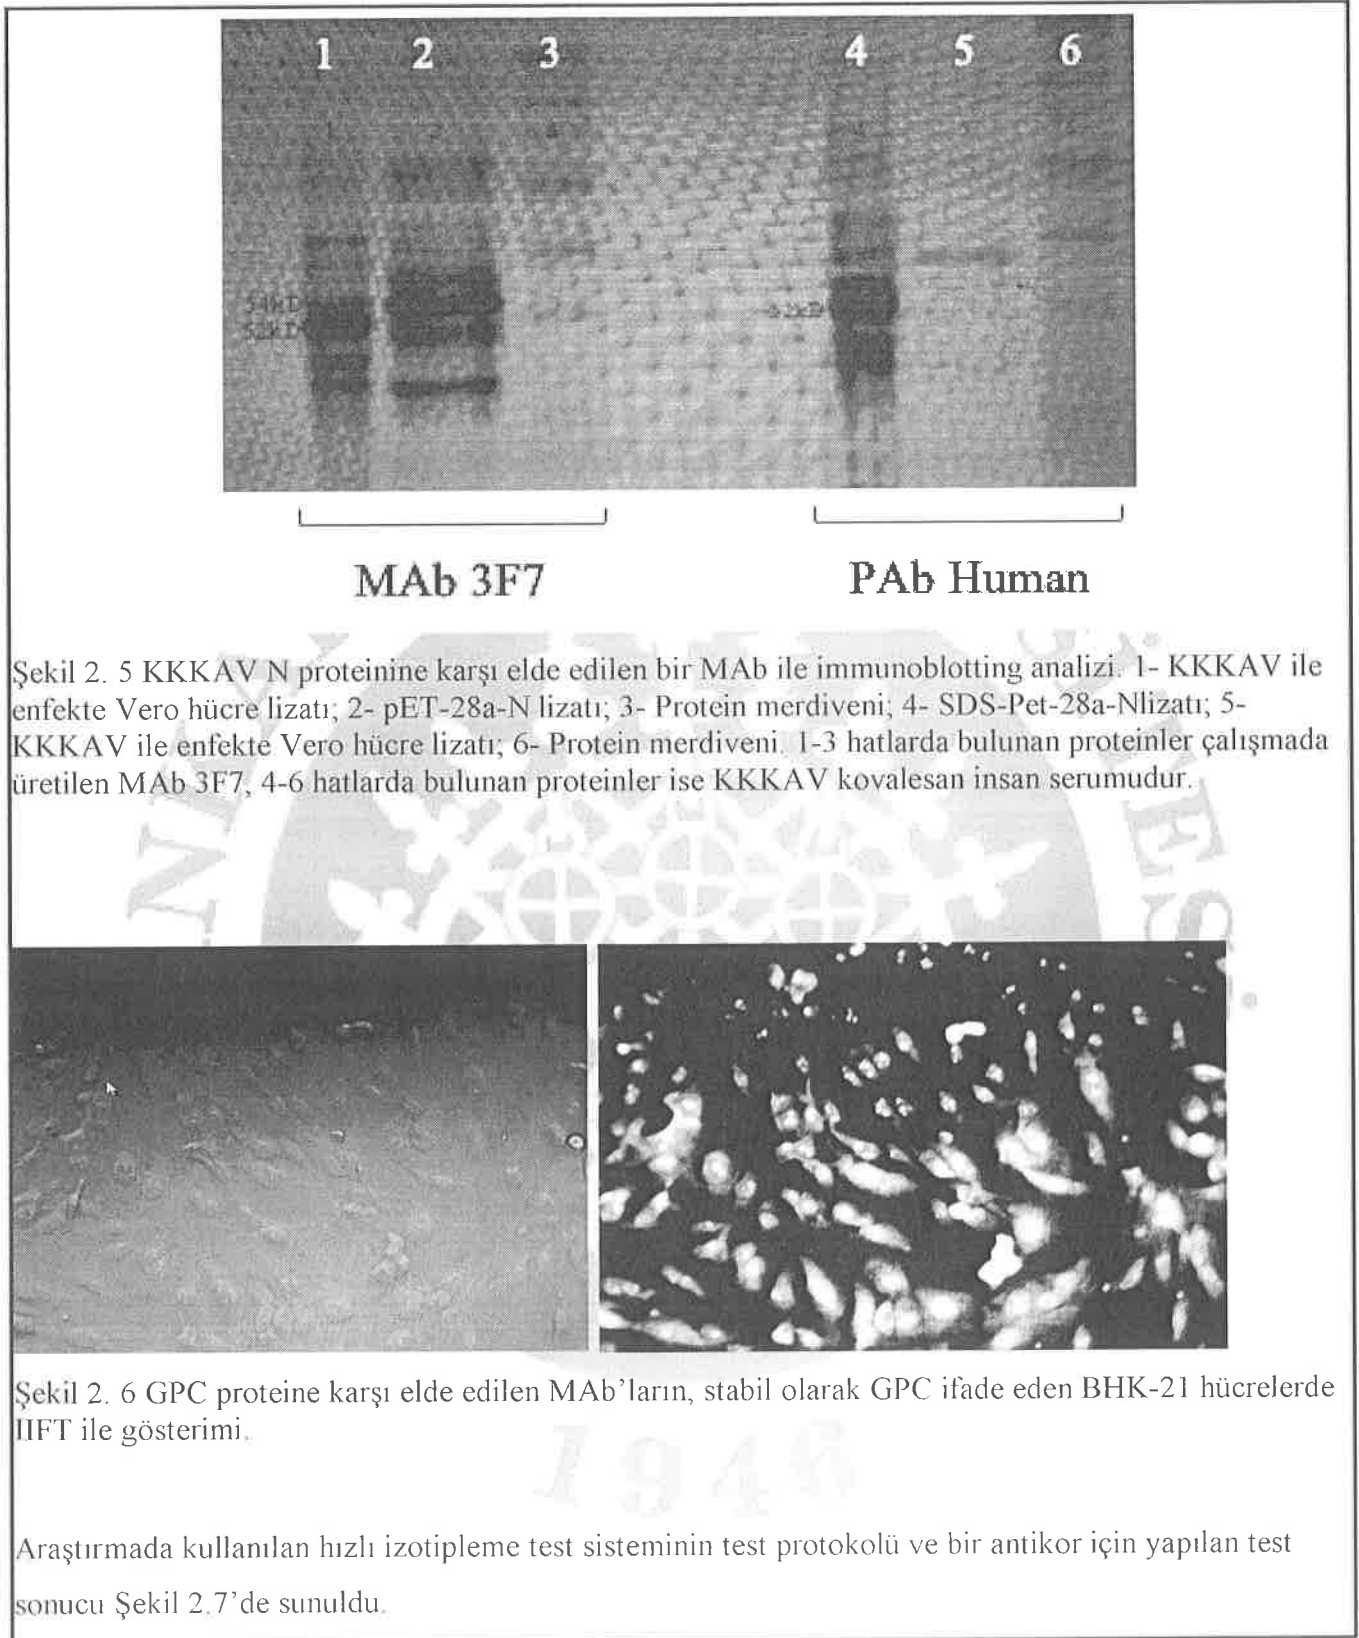 1 2 3 4 5 6
54kD
52kD
MAb 3F7 PAb Human
Şekil 2. 5 KKKAV N proteinine karşı elde edilen bir MAb ile immunoblotting analizi. 1- KKKAV ile
enfekte Vero hücre lizatı; 2- pET-28a-N lizatı; 3- Protein merdiveni; 4- SDS-Pet-28a-Nlizatı; 5-
KKKAV ile enfekte Vero hücre lizatı; 6- Protein merdiveni. 1-3 hatlarda bulunan proteinler çalışmada
üretilen MAb 3F7, 4-6 hatlarda bulunan proteinler ise KKKAV kovalesan insan serumudur.
Şekil 2. 6 GPC proteine karşı elde edilen MAb'ların, stabil olarak GPC ifade eden BHK-21 hücrelerde
IIFT ile gösterimi.
1946
Araştırmada kullanılan hızlı izotipleme test sisteminin test protokolü ve bir antikor için yapılan test
sonucu Şekil 2.7'de sunuldu.